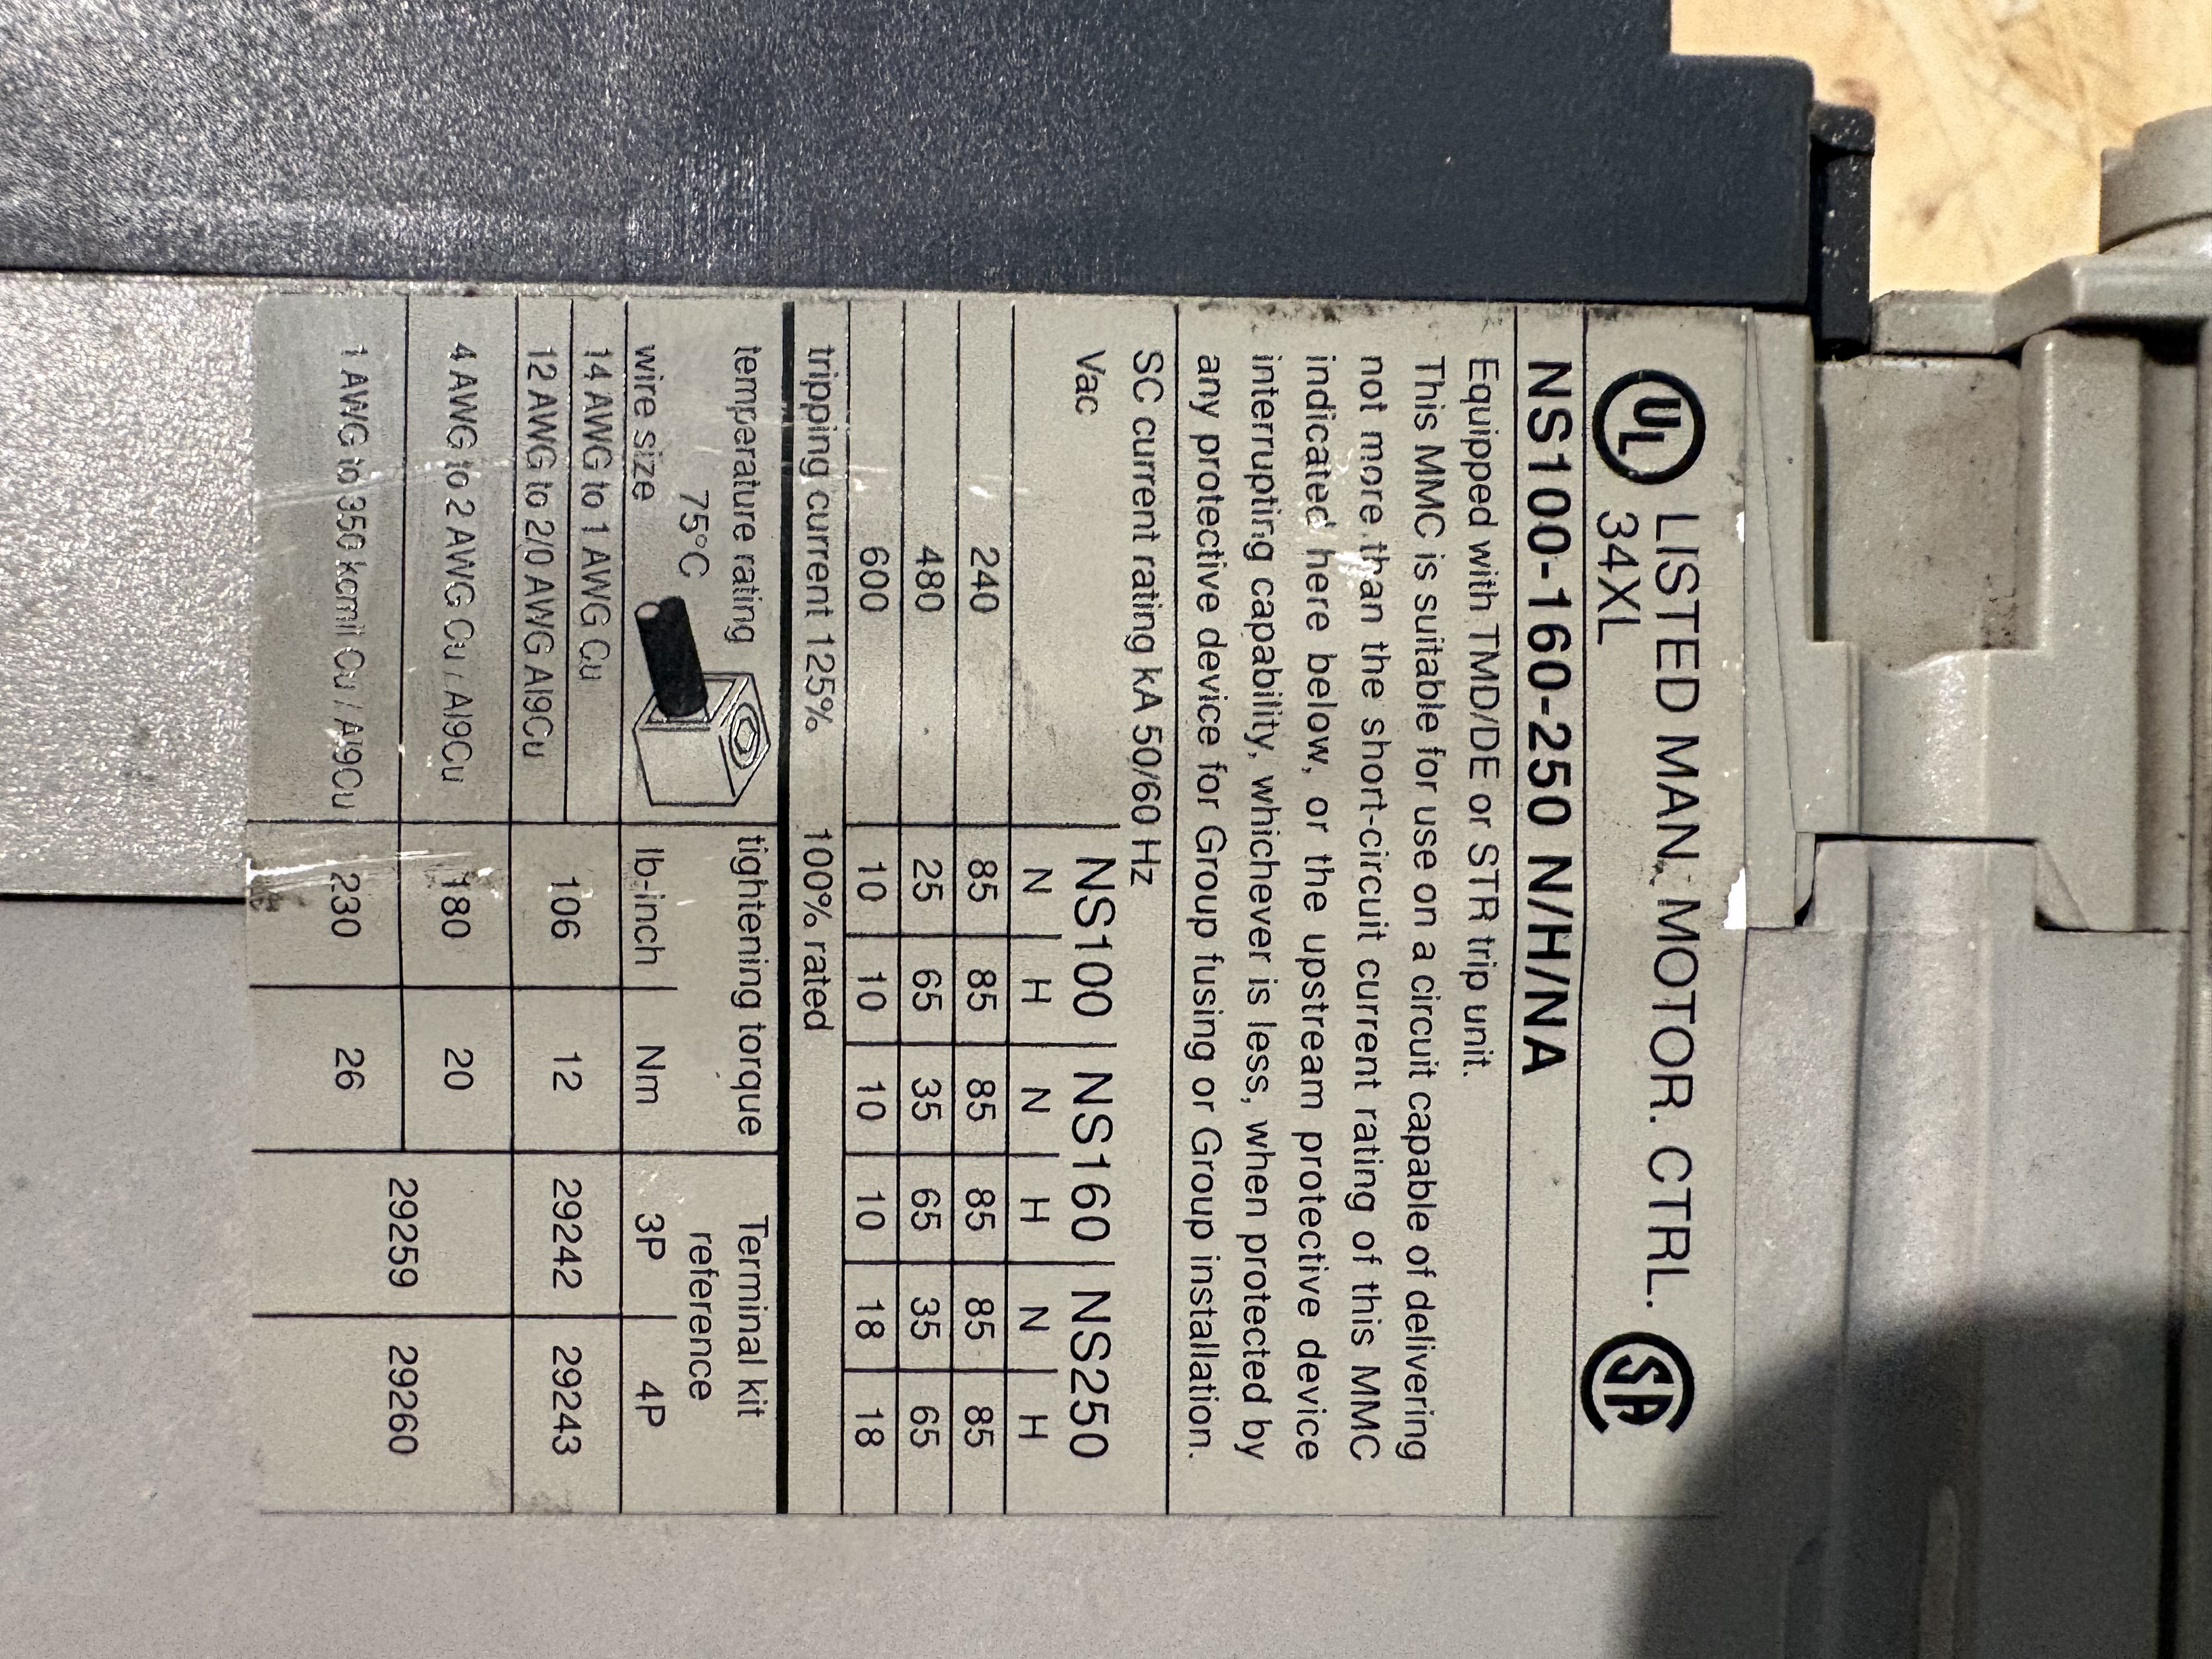 UL LISTED MAN. MOTOR. CTRL. SA
34XL
NS100-160-250 N/H/NA
Equipped with TMD/DE or STR trip unit.
This MMC is suitable for use on a circuit capable of delivering
not more than the short-circuit current rating of this MMC
indicated here below, or the upstream protective device
interrupting capability, whichever is less, when protected by
any protective device for Group fusing or Group installation.
SC current rating kA 50/60 Hz
Vac NS100 NS160 NS250
N H N H N H
240 85 85 85 85 85 85
480 25 65 35 65 35 65
600 10 10 10 10 18 18
tripping current 125% 100% rated
temperature rating tightening torque Terminal kit
75°C reference
wire size lb-inch Nm 3P 4P
14 AWG to 1 AWG Cu
12 AWG to 2/0 AWG Al9Cu 106 12 29242 29243
4 AWG to 2 AWG Cu / Al9Cu 180 20
29259 29260
1 AWG to 350 kcmil Cu / Al9Cu 230 26